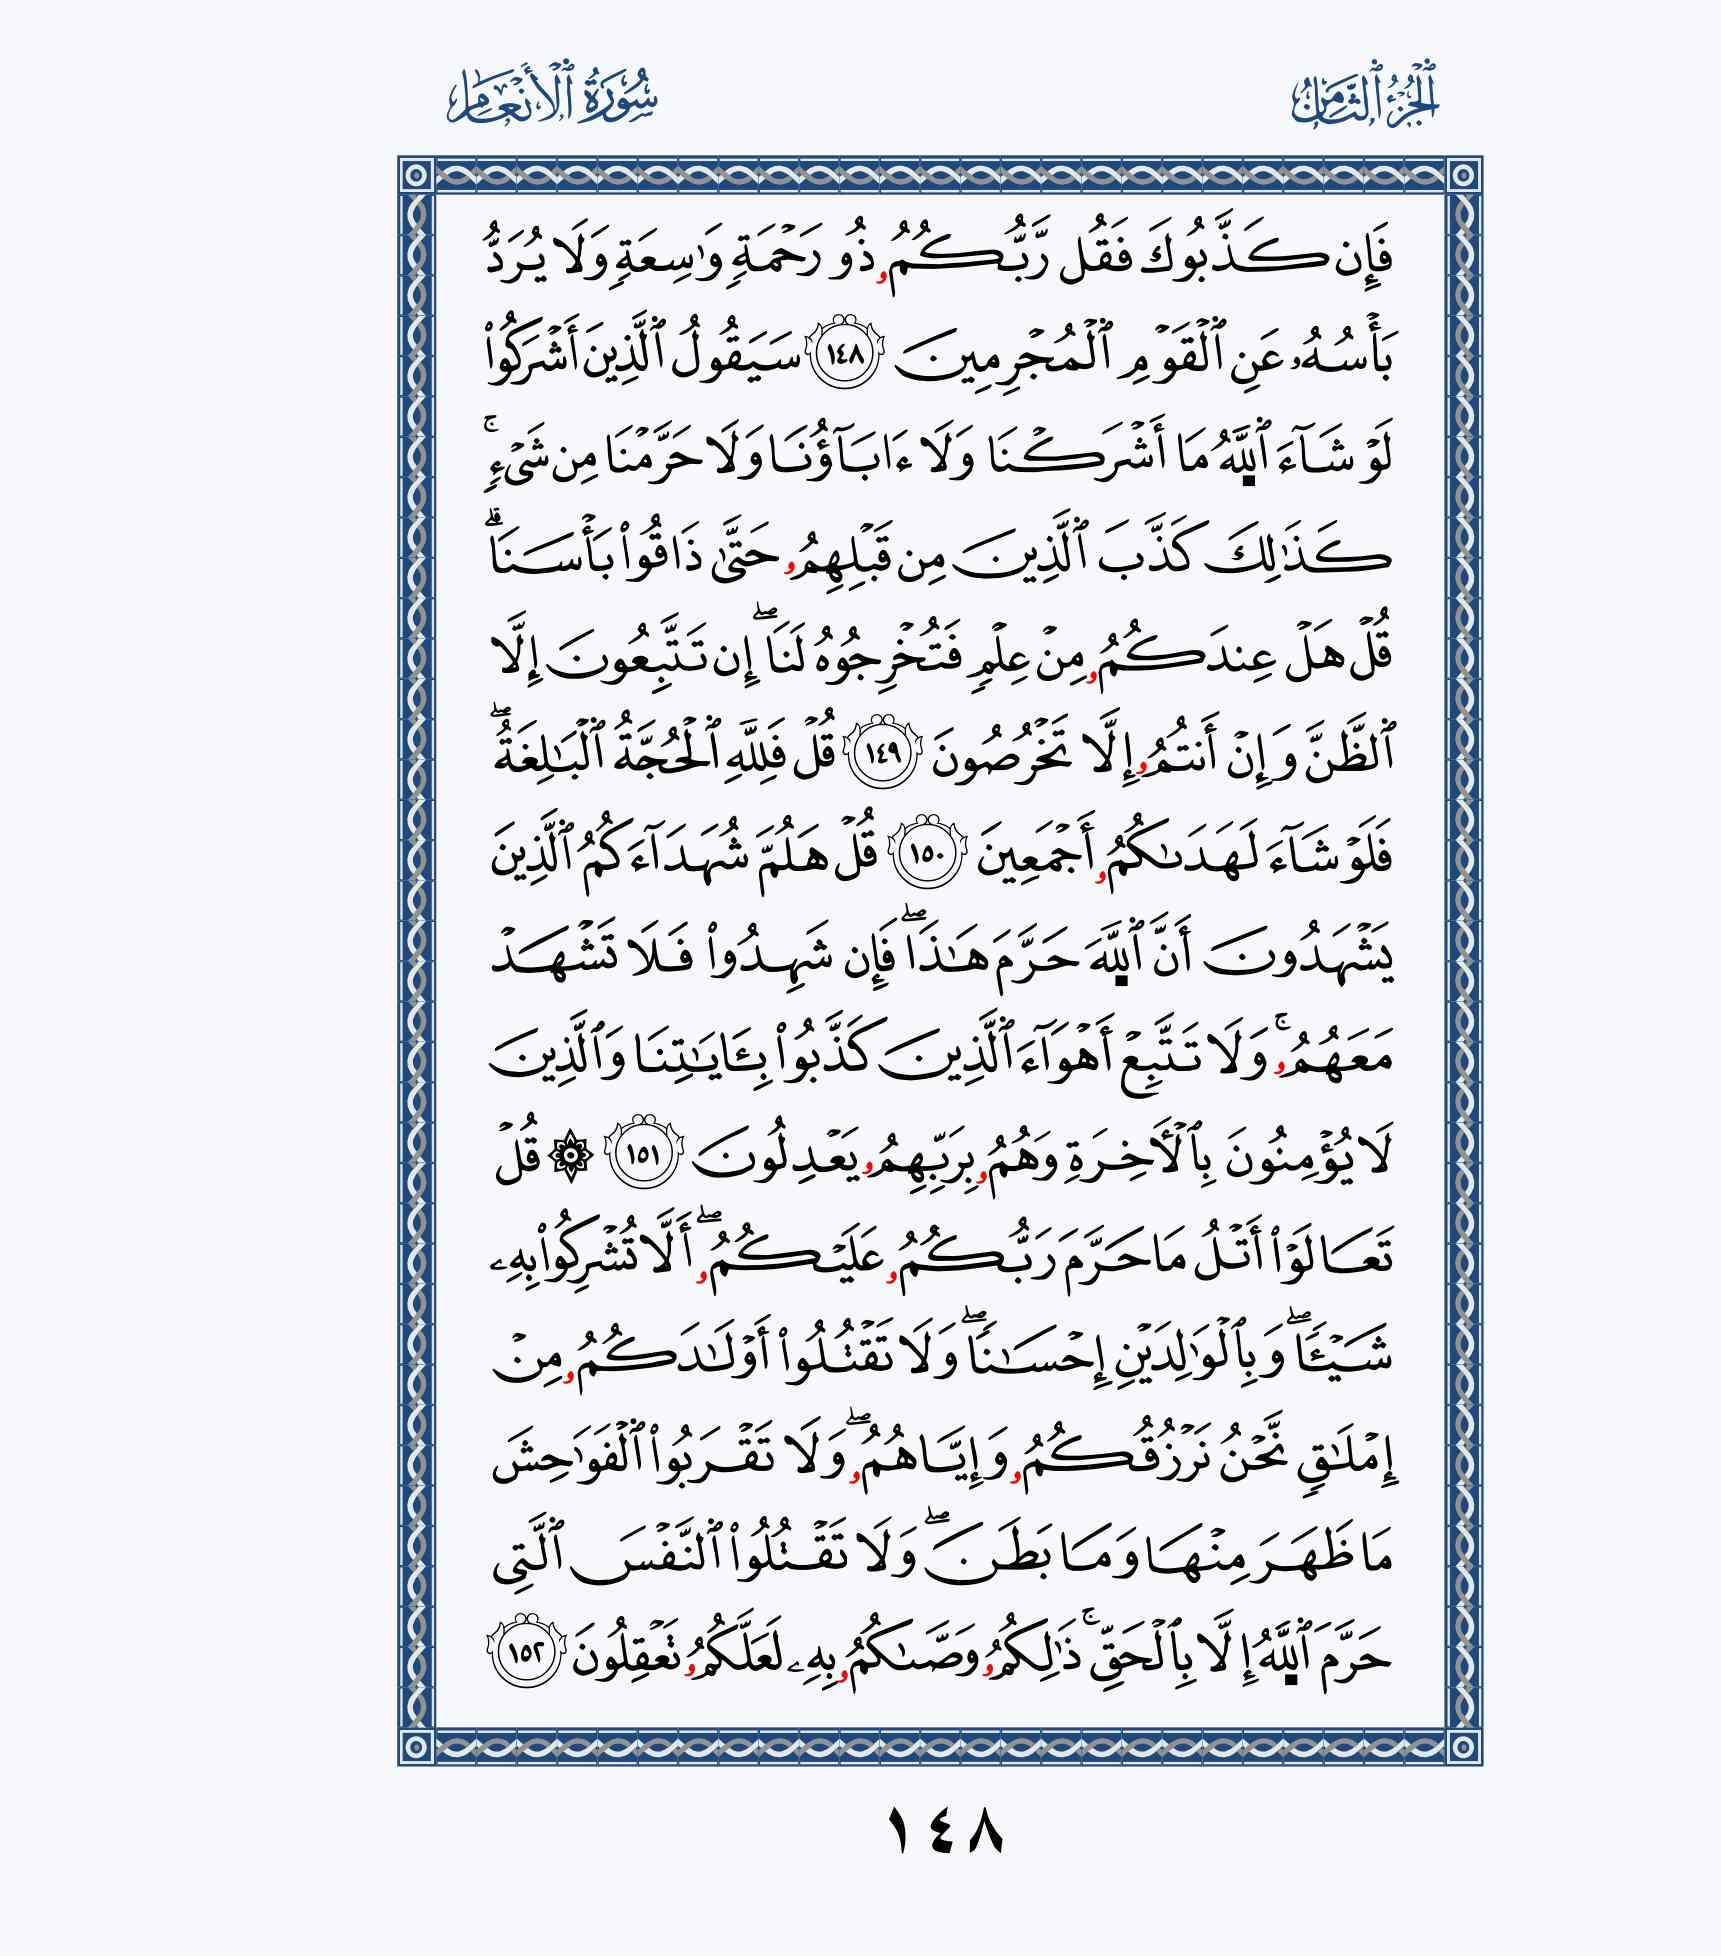 ٱلْجُزْءُ ٱلثَّامِنُ
سُورَةُ ٱلْأَنْعَامِ
فَإِن كَذَّبُوكَ فَقُل رَّبُّكُمُۥ ذُو رَحْمَةٍ وَٰسِعَةٍ وَلَا يُرَدُّ
بَأْسُهُۥ عَنِ ٱلْقَوْمِ ٱلْمُجْرِمِينَ ١٤٨ سَيَقُولُ ٱلَّذِينَ أَشْرَكُوا۟
لَوْ شَآءَ ٱللَّهُ مَا أَشْرَكْنَا وَلَا ءَابَآؤُنَا وَلَا حَرَّمْنَا مِن شَىْءٍ ۚ
كَذَٰلِكَ كَذَّبَ ٱلَّذِينَ مِن قَبْلِهِمُۥ حَتَّىٰ ذَاقُوا۟ بَأْسَنَا ۗ
قُلْ هَلْ عِندَكُمُۥ مِنْ عِلْمٍ فَتُخْرِجُوهُ لَنَا ۖ إِن تَتَّبِعُونَ إِلَّا
ٱلظَّنَّ وَإِنْ أَنتُمُۥ إِلَّا تَخْرُصُونَ ١٤٩ قُلْ فَلِلَّهِ ٱلْحُجَّةُ ٱلْبَٰلِغَةُ ۖ
فَلَوْ شَآءَ لَهَدَىٰكُمُۥ أَجْمَعِينَ ١٥٠ قُلْ هَلُمَّ شُهَدَآءَكُمُ ٱلَّذِينَ
يَشْهَدُونَ أَنَّ ٱللَّهَ حَرَّمَ هَٰذَا ۖ فَإِن شَهِدُوا۟ فَلَا تَشْهَدْ
مَعَهُمُۥ ۚ وَلَا تَتَّبِعْ أَهْوَآءَ ٱلَّذِينَ كَذَّبُوا۟ بِـَٔايَٰتِنَا وَٱلَّذِينَ
لَا يُؤْمِنُونَ بِٱلْـَٔاخِرَةِ وَهُمُۥ بِرَبِّهِمُۥ يَعْدِلُونَ ١٥١ ۞ قُلْ
تَعَالَوْا۟ أَتْلُ مَا حَرَّمَ رَبُّكُمُۥ عَلَيْكُمُۥ ۖ أَلَّا تُشْرِكُوا۟ بِهِۦ
شَيْـًٔا ۖ وَبِٱلْوَٰلِدَيْنِ إِحْسَٰنًا ۖ وَلَا تَقْتُلُوا۟ أَوْلَٰدَكُمُۥ مِنْ
إِمْلَٰقٍ نَّحْنُ نَرْزُقُكُمُۥ وَإِيَّاهُمُۥ ۖ وَلَا تَقْرَبُوا۟ ٱلْفَوَٰحِشَ
مَا ظَهَرَ مِنْهَا وَمَا بَطَنَ ۖ وَلَا تَقْتُلُوا۟ ٱلنَّفْسَ ٱلَّتِى
حَرَّمَ ٱللَّهُ إِلَّا بِٱلْحَقِّ ۚ ذَٰلِكُمُۥ وَصَّىٰكُمُۥ بِهِۦ لَعَلَّكُمُۥ تَعْقِلُونَ ١٥٢
١٤٨